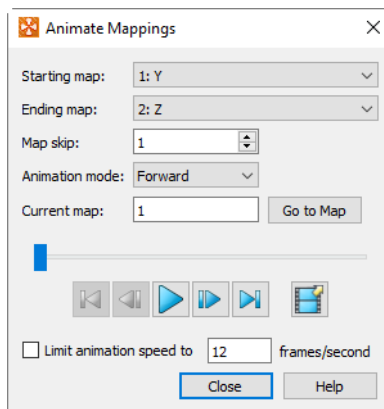 Animate Mappings
Starting map: 1: Y
Ending map: 2: Z
Map skip: 1
Animation mode: Forward
Current map: 1 Go to Map
Limit animation speed to 12 frames/second
Close Help